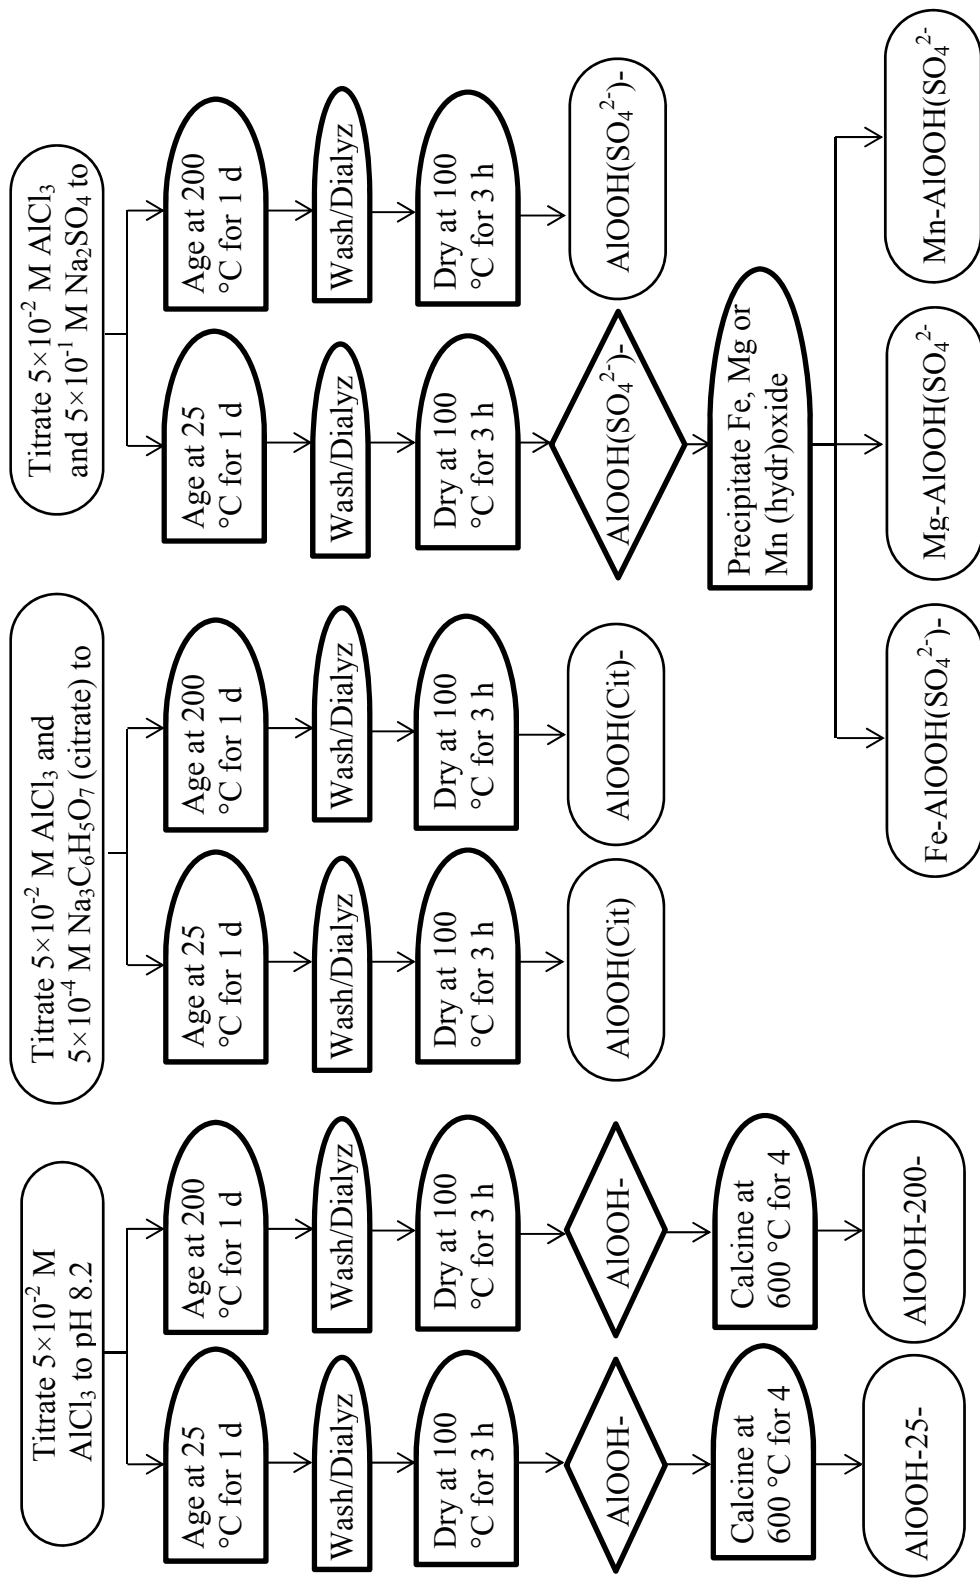 Titrate 5×10⁻² M
AlCl₃ to pH 8.2
Age at 25
°C for 1 d
Wash/Dialyz
Dry at 100
°C for 3 h
AlOOH-
Calcine at
600 °C for 4
AlOOH-25-
Age at 200
°C for 1 d
Wash/Dialyz
Dry at 100
°C for 3 h
AlOOH-
Calcine at
600 °C for 4
AlOOH-200-
Titrate 5×10⁻² M AlCl₃ and
5×10⁻⁴ M Na₃C₆H₅O₇ (citrate) to
Age at 25
°C for 1 d
Wash/Dialyz
Dry at 100
°C for 3 h
AlOOH(Cit)
Age at 200
°C for 1 d
Wash/Dialyz
Dry at 100
°C for 3 h
AlOOH(Cit)-
Titrate 5×10⁻² M AlCl₃
and 5×10⁻¹ M Na₂SO₄ to
Age at 25
°C for 1 d
Wash/Dialyz
Dry at 100
°C for 3 h
AlOOH(SO₄²⁻)-
Age at 200
°C for 1 d
Wash/Dialyz
Dry at 100
°C for 3 h
AlOOH(SO₄²⁻)-
Precipitate Fe, Mg or
Mn (hydr)oxide
Fe-AlOOH(SO₄²⁻)-
Mg-AlOOH(SO₄²⁻
Mn-AlOOH(SO₄²⁻